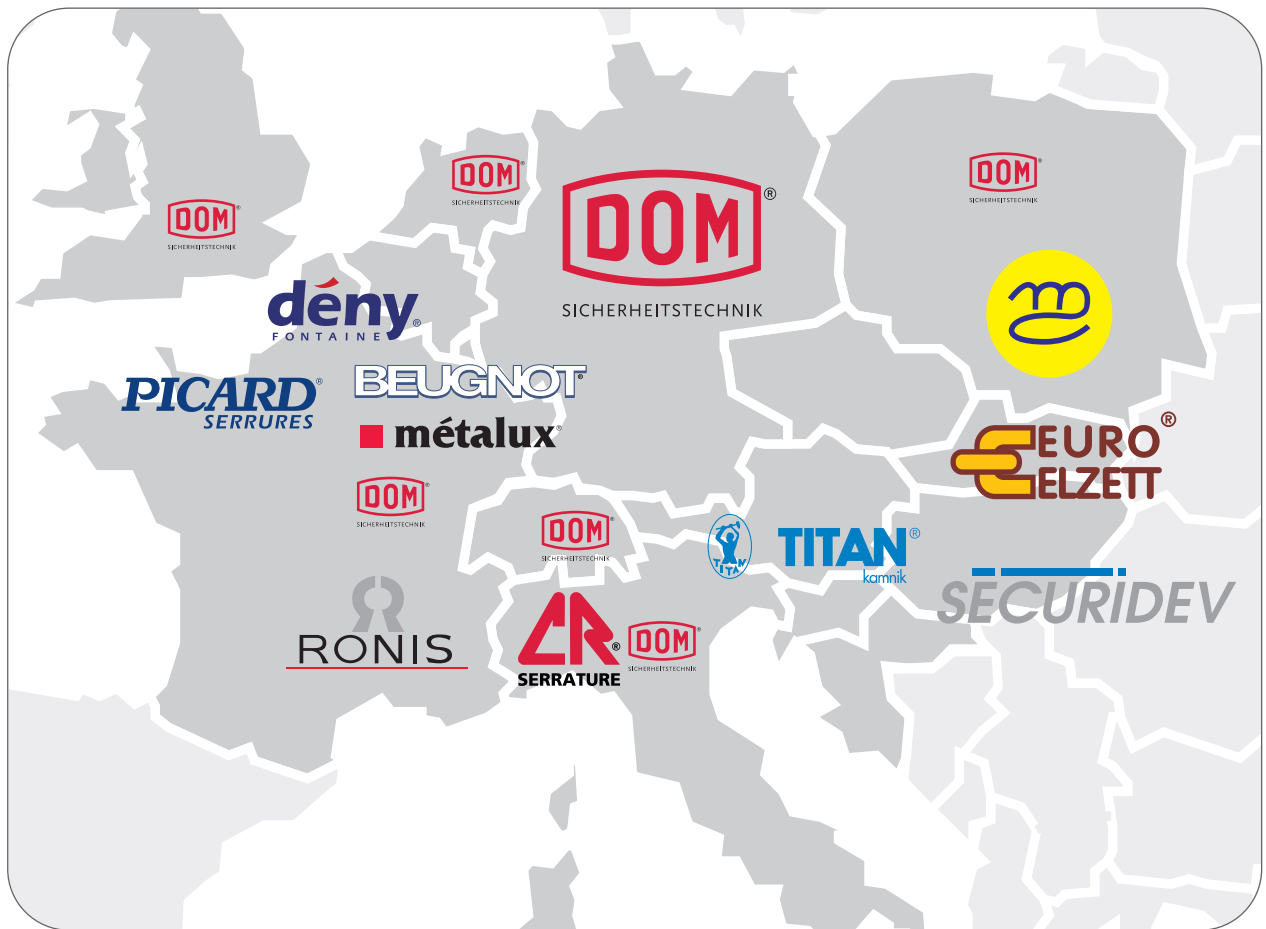 DOM®
SICHERHEITSTECHNIK
DOM®
SICHERHEITSTECHNIK
DOM®
SICHERHEITSTECHNIK
DOM®
SICHERHEITSTECHNIK
dény®
FONTAINE
PICARD®
SERRURES
BEUGNOT®
métalux®
DOM®
SICHERHEITSTECHNIK
EURO®
ELZETT
DOM®
SICHERHEITSTECHNIK
TITAN
TITAN®
kamnik
SECURIDEV
RONIS
CR®
SERRATURE
DOM®
SICHERHEITSTECHNIK